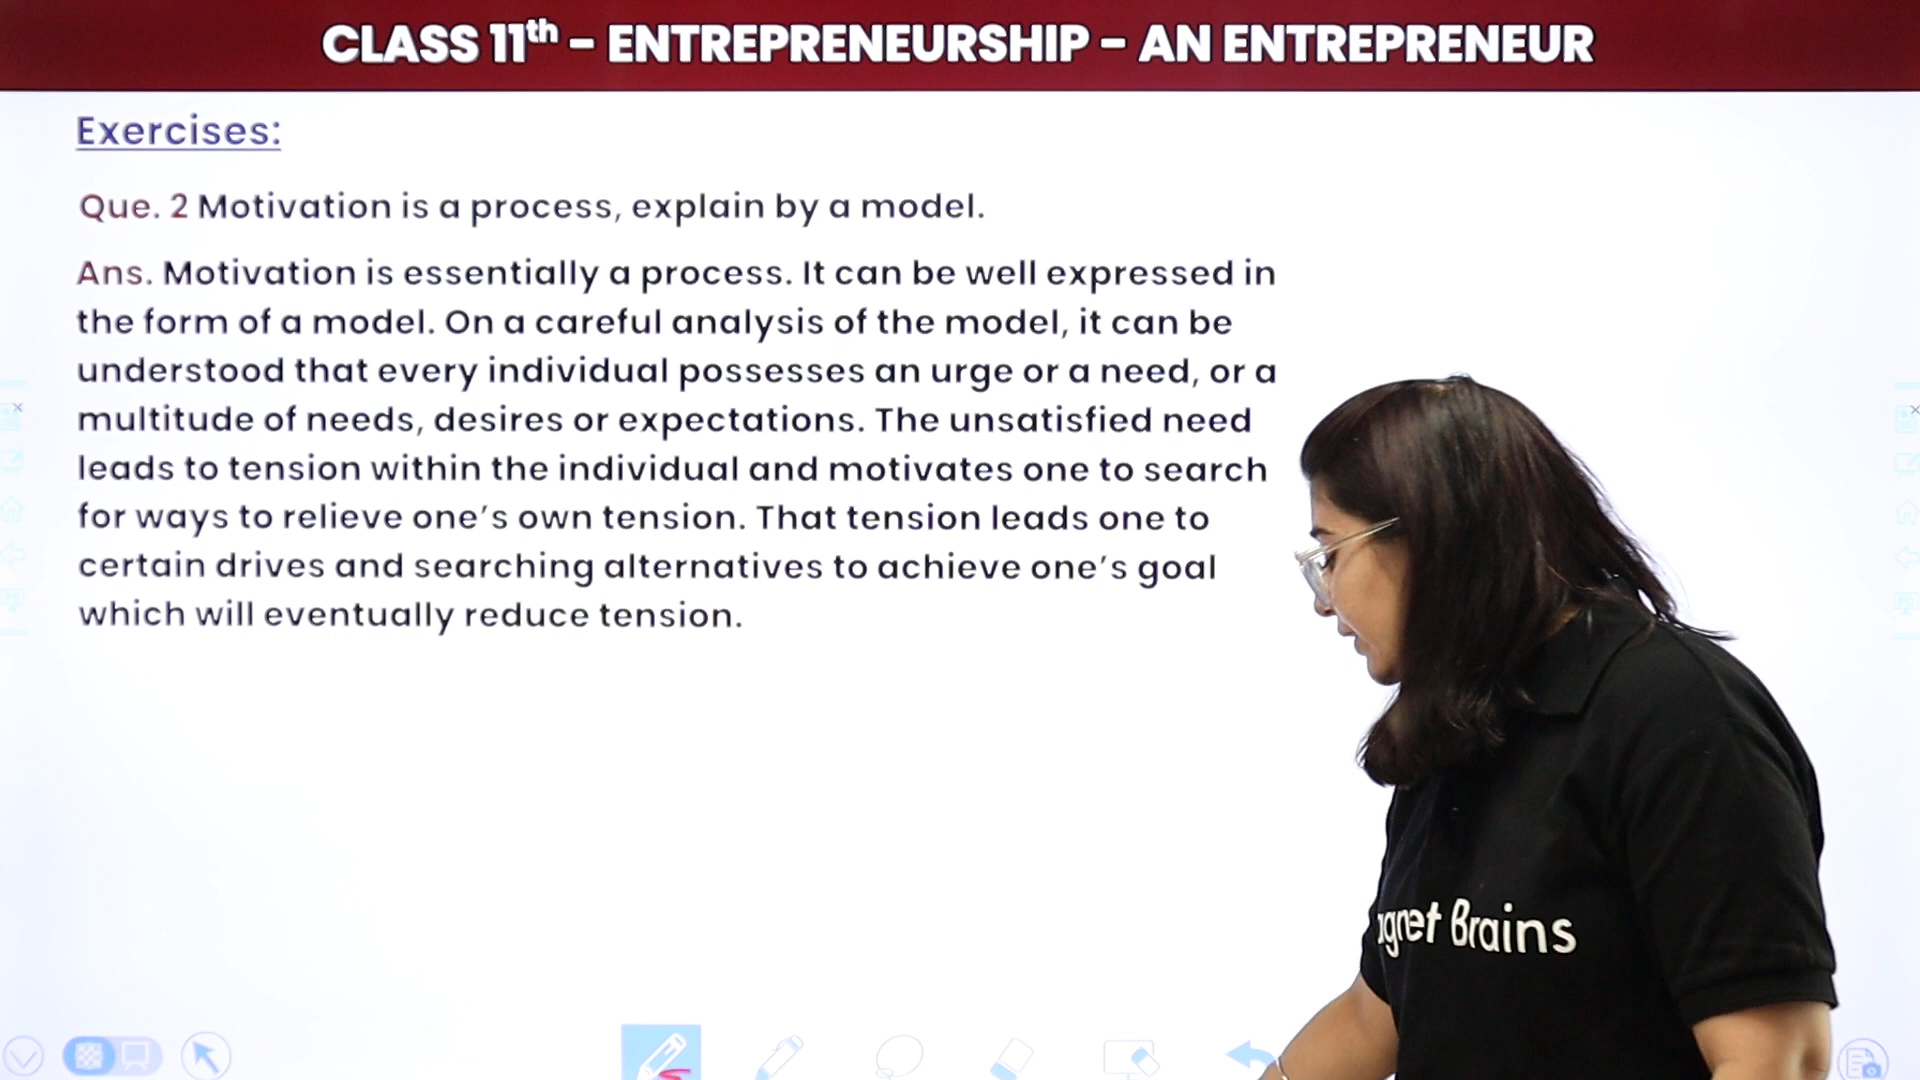 CLASS 11th – ENTREPRENEURSHIP – AN ENTREPRENEUR
Exercises:
Que. 2 Motivation is a process, explain by a model.
Ans. Motivation is essentially a process. It can be well expressed in
the form of a model. On a careful analysis of the model, it can be
understood that every individual possesses an urge or a need, or a
multitude of needs, desires or expectations. The unsatisfied need
leads to tension within the individual and motivates one to search
for ways to relieve one’s own tension. That tension leads one to
certain drives and searching alternatives to achieve one’s goal
which will eventually reduce tension.
agnet Brains